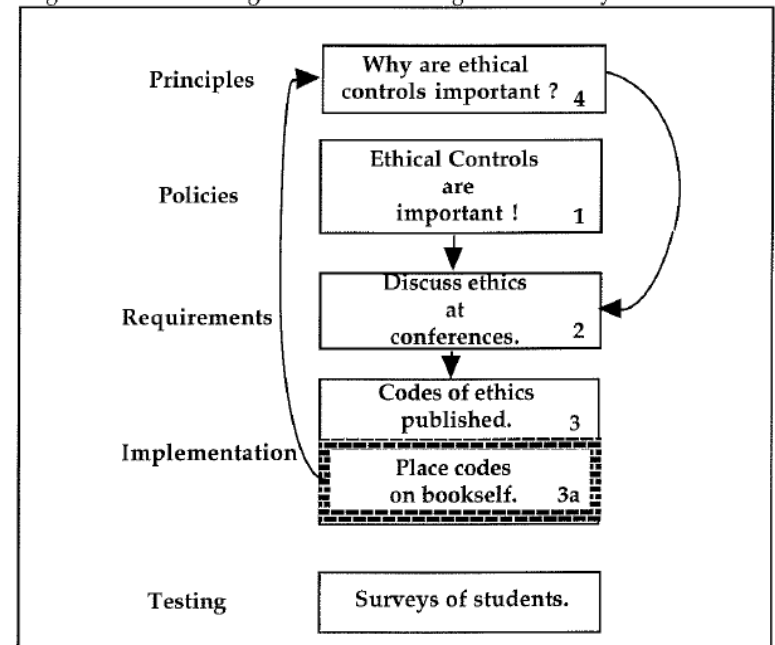 Principles
Why are ethical
controls important ? 4
Policies
Ethical Controls
are
important ! 1
Requirements
Discuss ethics
at
conferences. 2
Implementation
Codes of ethics
published. 3
Place codes
on bookself. 3a
Testing
Surveys of students.